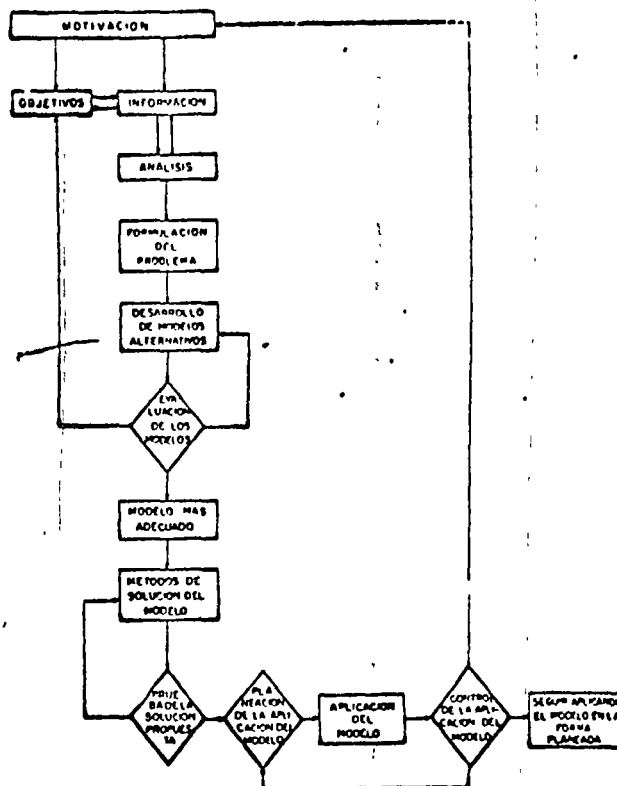 MOTIVACION
OBJETIVOS
INFORMACION
ANALISIS
FORMULACION
DEL
PROBLEMA
DESARROLLO
DE MODELOS
ALTERNATIVOS
EVA
LUACION
DE LOS
MODELOS
MODELO MAS
ADECUADO
METODOS DE
SOLUCION DEL
MODELO
PRUE
BA DE LA
SOLUCION
PROPUES
TA
PLA
NEACION
DE LA APLI
CACION DEL
MODELO
APLICACION
DEL
MODELO
CONTROL
DE LA APLI
CACION DEL
MODELO
SEGUIR APLICANDO
EL MODELO EN LA
FORMA
PLANEADA